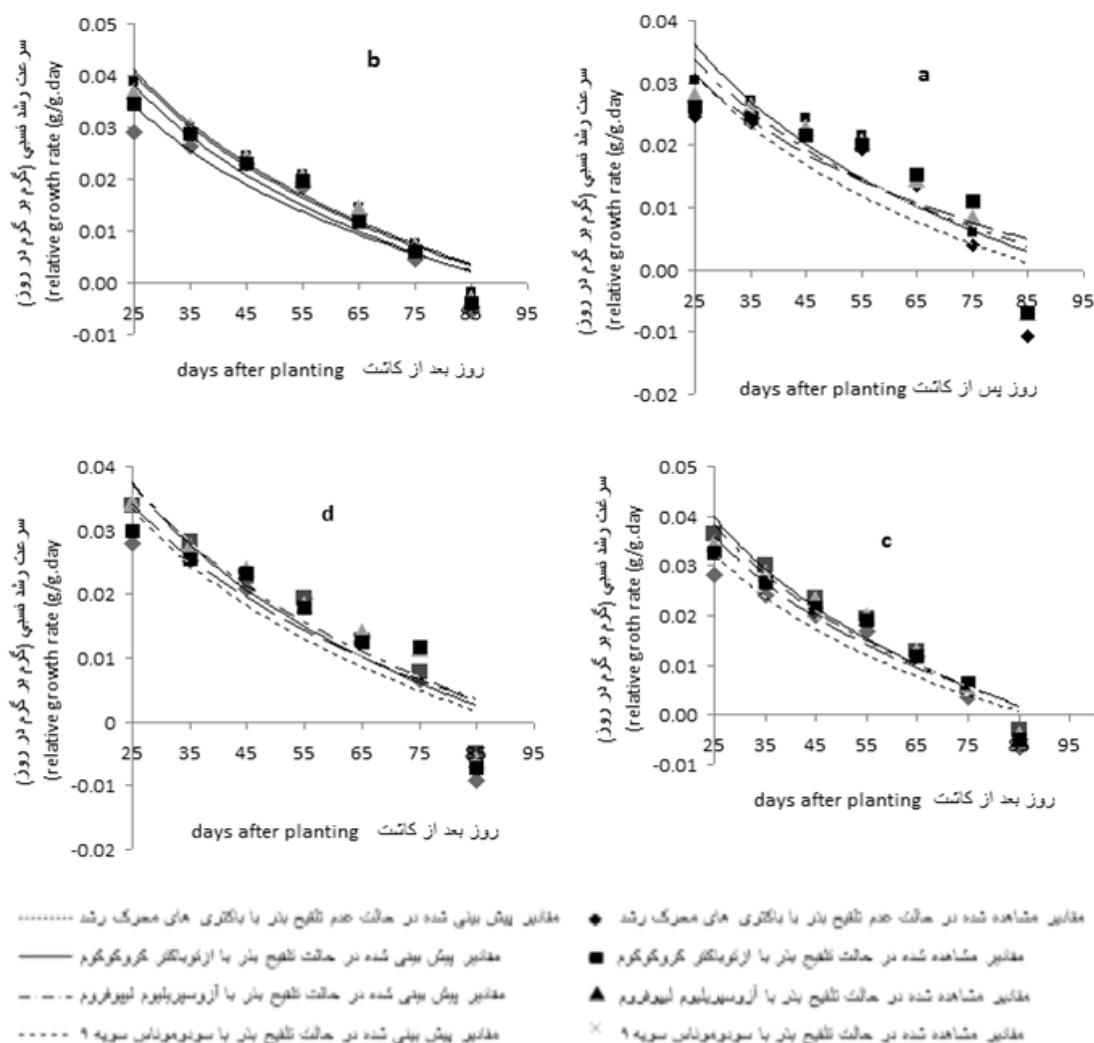 b
0.05
0.04
0.03
0.02
0.01
0.00
-0.01
25 35 45 55 65 75 85 95
سرعت رشد نسبي (گرم بر گرم در روز)
(relative growth rate (g/g.day
days after planting روز بعد از كاشت
a
0.04
0.03
0.02
0.01
0.00
-0.01
-0.02
25 35 45 55 65 75 85 95
سرعت رشد نسبي (گرم بر گرم در روز)
(relative growth rate (g/g.day
days after planting روز پس از كاشت
d
0.04
0.03
0.02
0.01
0
-0.01
-0.02
25 35 45 55 65 75 85 95
سرعت رشد نسبي (گرم بر گرم در روز)
(relative growth rate (g/g.day
days after planting روز بعد از كاشت
c
0.05
0.04
0.03
0.02
0.01
0.00
-0.01
25 35 45 55 65 75 85 95
سرغت رشد نسبي (گرم بر گرم در روز)
(relative groth rate (g/g.day
days after planting روز بعد از كاشت
مقادیر مشاهده شده در حالت عدم تلقیح بذر با باکتری های محرک رشد
مقادیر پیش بینی شده در حالت عدم تلقیح بذر با باکتری های محرک رشد
مقادیر مشاهده شده در حالت تلقیح بذر با ازتوباکتر کروکوکوم
مقادیر پیش بینی شده در حالت تلقیح بذر با ازتوباکتر کروکوکوم
مقادیر مشاهده شده در حالت تلقیح بذر با آزوسپریلیوم لیپوفروم
مقادیر پیش بینی شده در حالت تلقیح بذر با آزوسپریلیوم لیپوفروم
مقادیر مشاهده شده در حالت تلقیح بذر با سودوموناس سویه ۹
مقادیر پیش بینی شده در حالت تلقیح بذر با سودوموناس سویه ۹